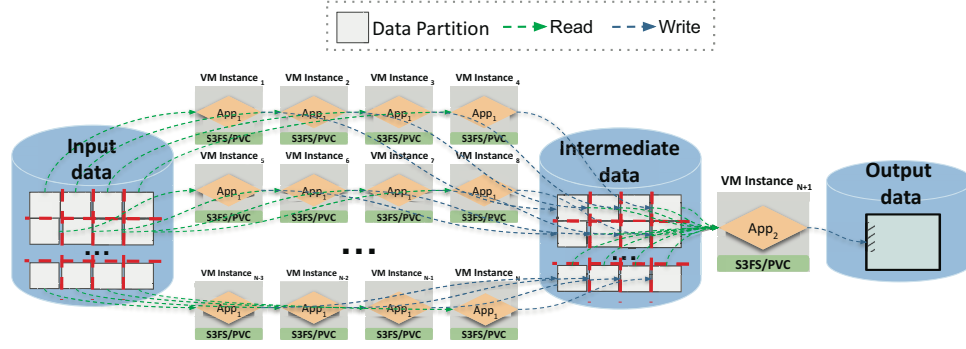 Data Partition Read Write
VM Instance 1 VM Instance 2 VM Instance 3 VM Instance 4
App1 App1 App1 App1
S3FS/PVC S3FS/PVC S3FS/PVC S3FS/PVC
Input data
Intermediate data
Output data
VM Instance 5 VM Instance 6 VM Instance 7 VM Instance 8
App1 App1 App1 App1
S3FS/PVC S3FS/PVC S3FS/PVC S3FS/PVC
VM Instance N+1
App2
S3FS/PVC
...
...
...
VM Instance N-3 VM Instance N-2 VM Instance N-1 VM Instance N
App1 App1 App1 App1
S3FS/PVC S3FS/PVC S3FS/PVC S3FS/PVC